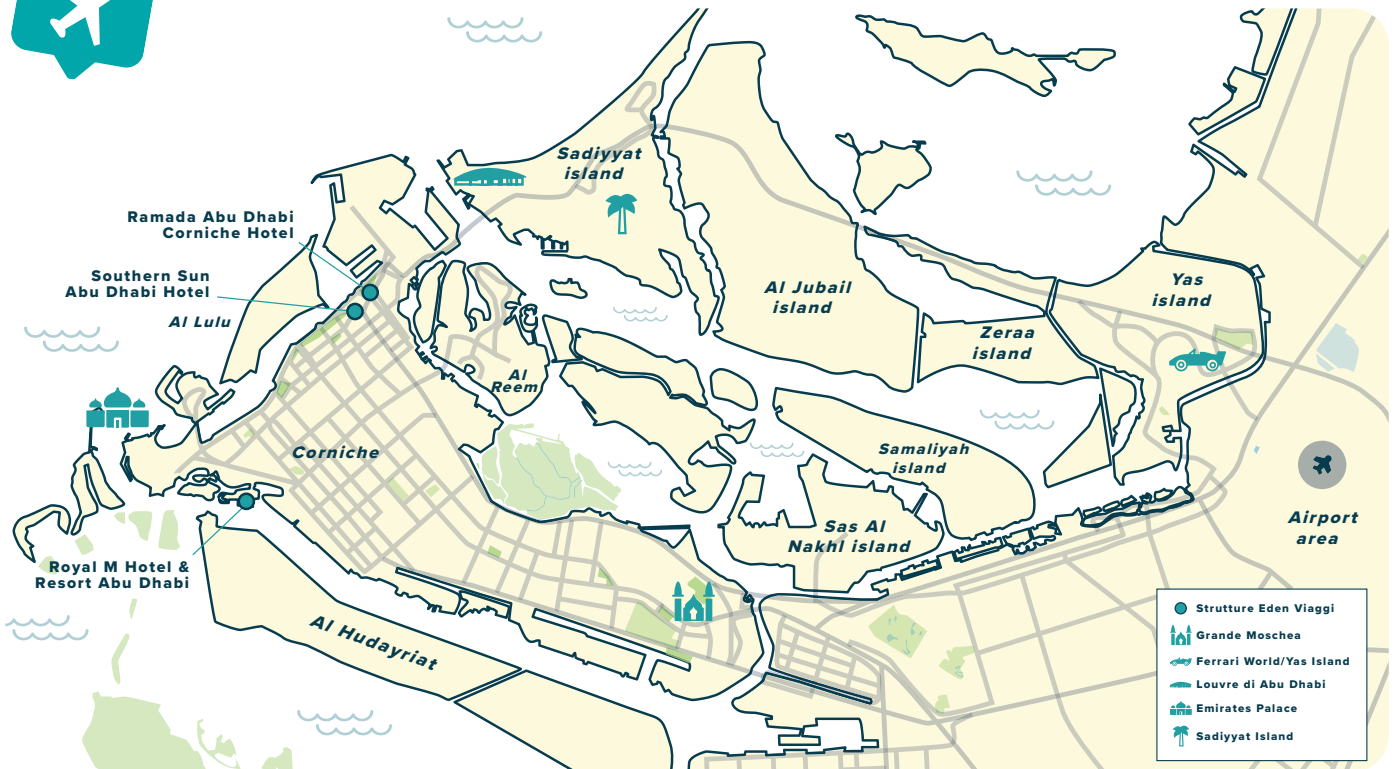 Sadiyyat
island
Ramada Abu Dhabi
Corniche Hotel
Southern Sun
Abu Dhabi Hotel
Al Lulu
Al Jubail
island
Yas
island
Zeraa
island
Al
Reem
Corniche
Samaliyah
island
Sas Al
Nakhl island
Airport
area
Royal M Hotel &
Resort Abu Dhabi
Al Hudayriat
Strutture Eden Viaggi
Grande Moschea
Ferrari World/Yas Island
Louvre di Abu Dhabi
Emirates Palace
Sadiyyat Island